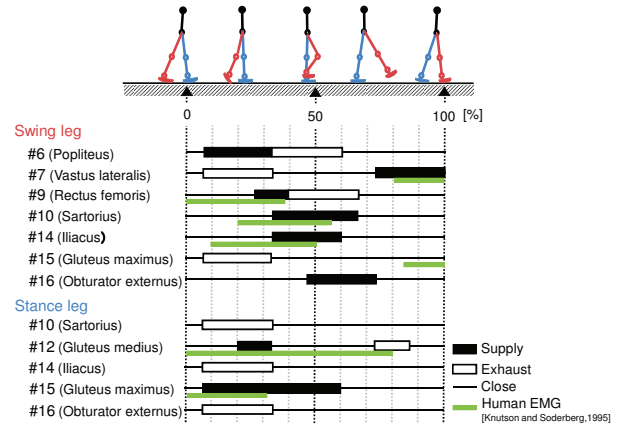 0 50 100 [%]
Swing leg
#6 (Popliteus)
#7 (Vastus lateralis)
#9 (Rectus femoris)
#10 (Sartorius)
#14 (Iliacus)
#15 (Gluteus maximus)
#16 (Obturator externus)
Stance leg
#10 (Sartorius)
#12 (Gluteus medius)
#14 (Iliacus)
#15 (Gluteus maximus)
#16 (Obturator externus)
Supply
Exhaust
Close
Human EMG
[Knutson and Soderberg,1995]